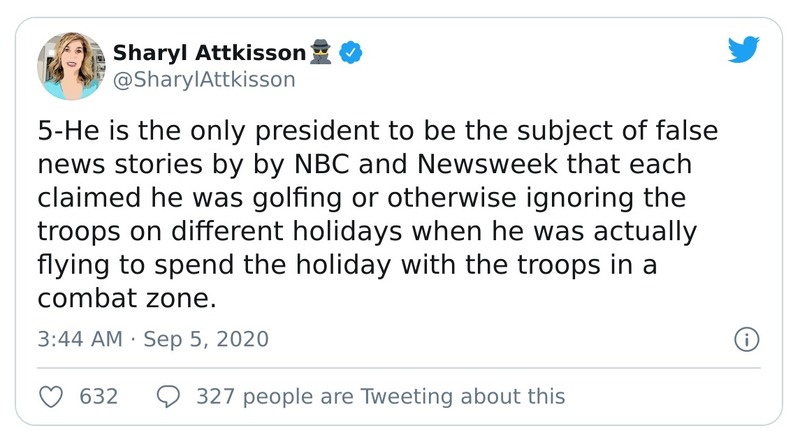 Sharyl Attkisson🕵️
@SharylAttkisson
5-He is the only president to be the subject of false
news stories by by NBC and Newsweek that each
claimed he was golfing or otherwise ignoring the
troops on different holidays when he was actually
flying to spend the holiday with the troops in a
combat zone.
3:44 AM · Sep 5, 2020
632 327 people are Tweeting about this